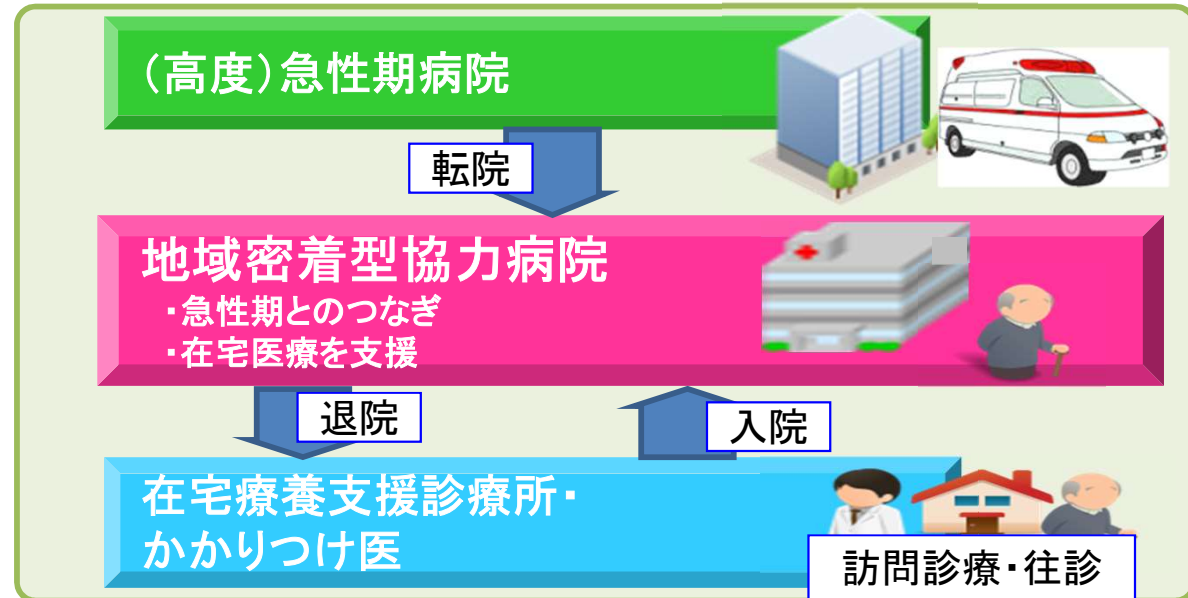 （高度）急性期病院
転院
地域密着型協力病院
・急性期とのつなぎ
・在宅医療を支援
退院
入院
在宅療養支援診療所・
かかりつけ医
訪問診療・往診